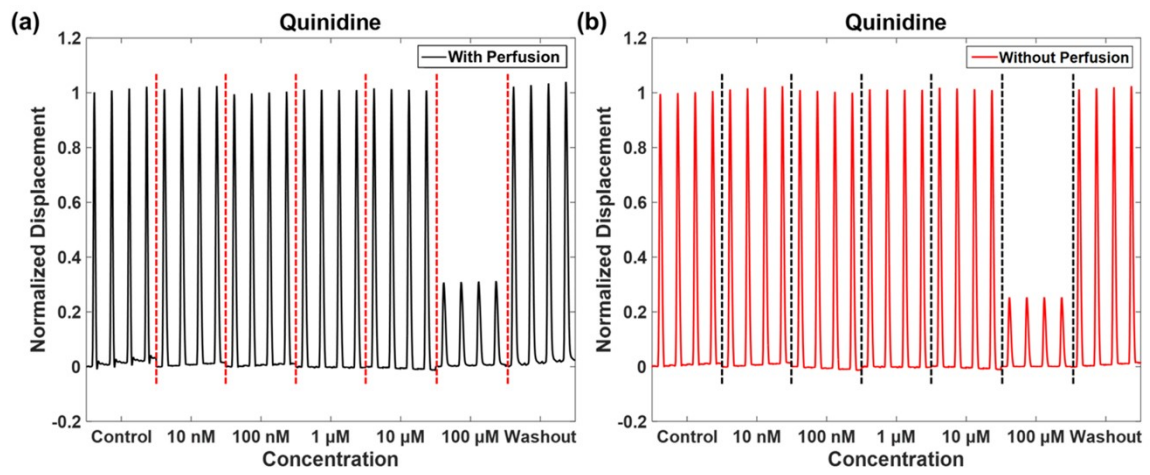 (a)
Quinidine
1.2
1
0.8
0.6
0.4
0.2
0
-0.2
Normalized Displacement
With Perfusion
Control 10 nM 100 nM 1 µM 10 µM 100 µM Washout
Concentration
(b)
Quinidine
1.2
1
0.8
0.6
0.4
0.2
0
-0.2
Normalized Displacement
Without Perfusion
Control 10 nM 100 nM 1 µM 10 µM 100 µM Washout
Concentration